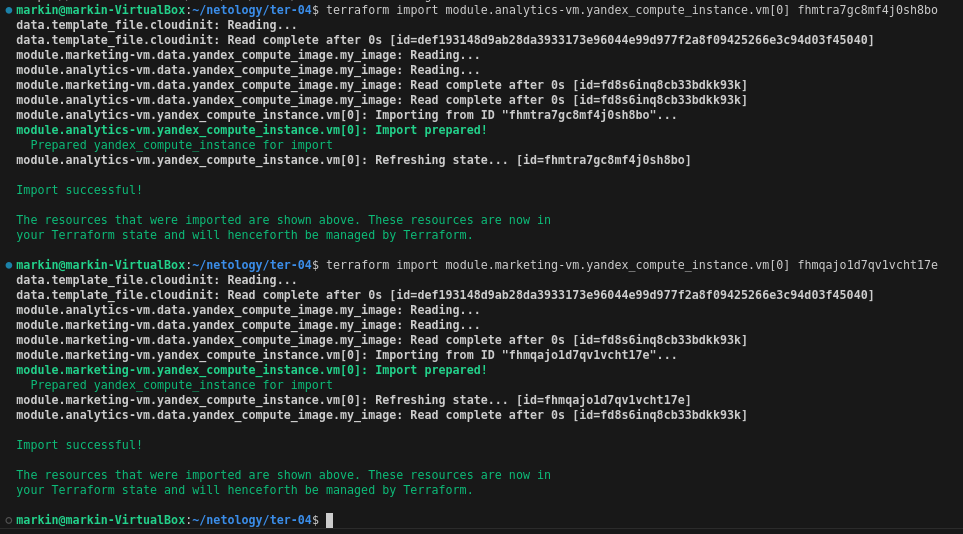 markin@markin-VirtualBox:~/netology/ter-04$ terraform import module.analytics-vm.yandex_compute_instance.vm[0] fhmtra7gc8mf4j0sh8bo
data.template_file.cloudinit: Reading...
data.template_file.cloudinit: Read complete after 0s [id=def193148d9ab28da3933173e96044e99d977f2a8f09425266e3c94d03f45040]
module.marketing-vm.data.yandex_compute_image.my_image: Reading...
module.analytics-vm.data.yandex_compute_image.my_image: Reading...
module.marketing-vm.data.yandex_compute_image.my_image: Read complete after 0s [id=fd8s6inq8cb33bdkk93k]
module.analytics-vm.data.yandex_compute_image.my_image: Read complete after 0s [id=fd8s6inq8cb33bdkk93k]
module.analytics-vm.yandex_compute_instance.vm[0]: Importing from ID "fhmtra7gc8mf4j0sh8bo"...
module.analytics-vm.yandex_compute_instance.vm[0]: Import prepared!
  Prepared yandex_compute_instance for import
module.analytics-vm.yandex_compute_instance.vm[0]: Refreshing state... [id=fhmtra7gc8mf4j0sh8bo]
Import successful!
The resources that were imported are shown above. These resources are now in
your Terraform state and will henceforth be managed by Terraform.
markin@markin-VirtualBox:~/netology/ter-04$ terraform import module.marketing-vm.yandex_compute_instance.vm[0] fhmqajo1d7qv1vcht17e
data.template_file.cloudinit: Reading...
data.template_file.cloudinit: Read complete after 0s [id=def193148d9ab28da3933173e96044e99d977f2a8f09425266e3c94d03f45040]
module.analytics-vm.data.yandex_compute_image.my_image: Reading...
module.marketing-vm.data.yandex_compute_image.my_image: Reading...
module.marketing-vm.data.yandex_compute_image.my_image: Read complete after 0s [id=fd8s6inq8cb33bdkk93k]
module.marketing-vm.yandex_compute_instance.vm[0]: Importing from ID "fhmqajo1d7qv1vcht17e"...
module.marketing-vm.yandex_compute_instance.vm[0]: Import prepared!
  Prepared yandex_compute_instance for import
module.marketing-vm.yandex_compute_instance.vm[0]: Refreshing state... [id=fhmqajo1d7qv1vcht17e]
module.analytics-vm.data.yandex_compute_image.my_image: Read complete after 0s [id=fd8s6inq8cb33bdkk93k]
Import successful!
The resources that were imported are shown above. These resources are now in
your Terraform state and will henceforth be managed by Terraform.
markin@markin-VirtualBox:~/netology/ter-04$